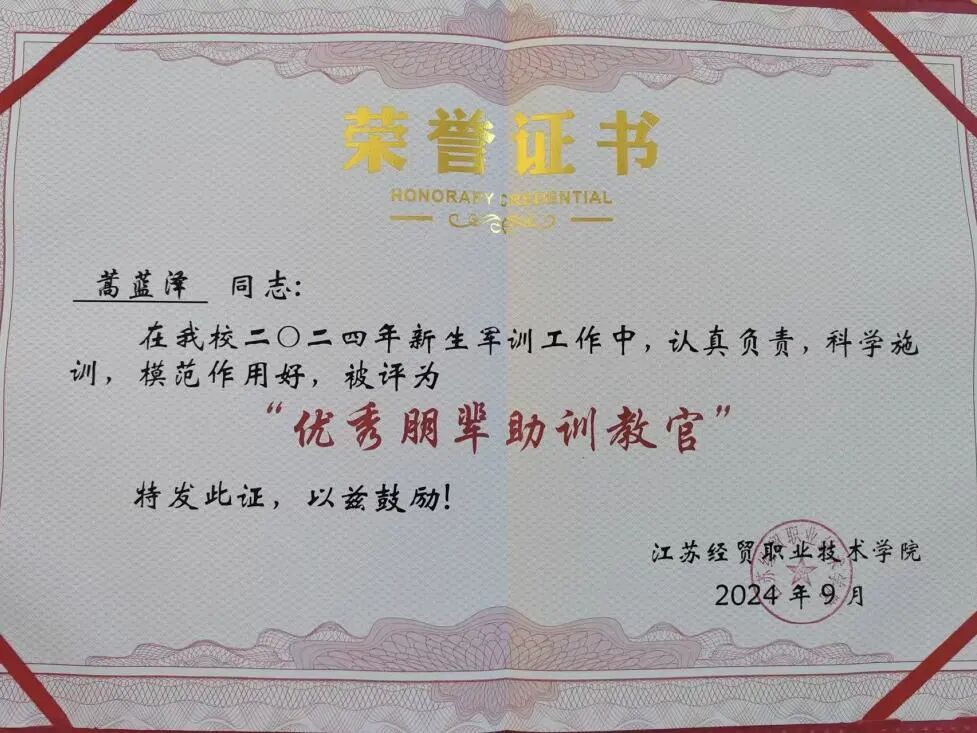 荣誉证书
HONORARY CREDENTIAL
蒿蓝泽 同志:
在我校二〇二四年新生军训工作中,认真负责,科学施
训,模范作用好,被评为
“优秀朋辈助训教官”
特发此证,以兹鼓励!
江苏经贸职业技术学院
2024年9月